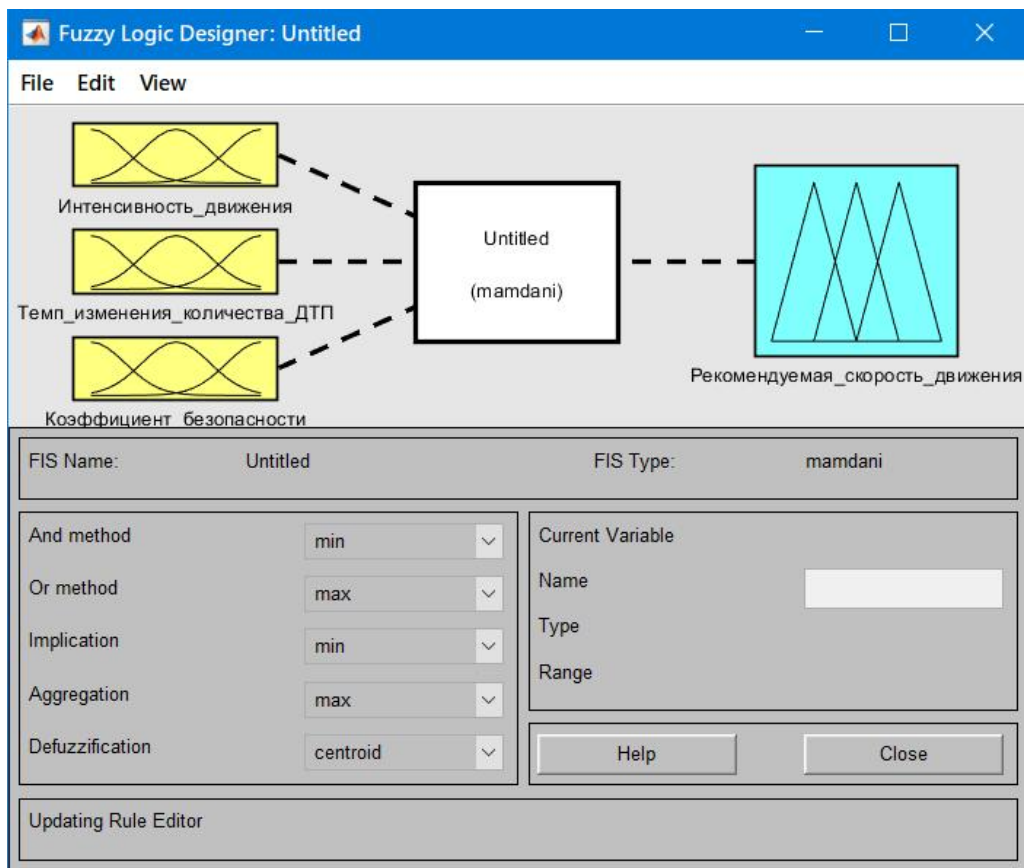 Fuzzy Logic Designer: Untitled
File Edit View
Интенсивность_движения
Темп_изменения_количества_ДТП
Коэффициент_безопасности
Untitled
(mamdani)
Рекомендуемая_скорость_движения
FIS Name: Untitled FIS Type: mamdani
And method min
Or method max
Implication min
Aggregation max
Defuzzification centroid
Current Variable
Name
Type
Range
Help Close
Updating Rule Editor